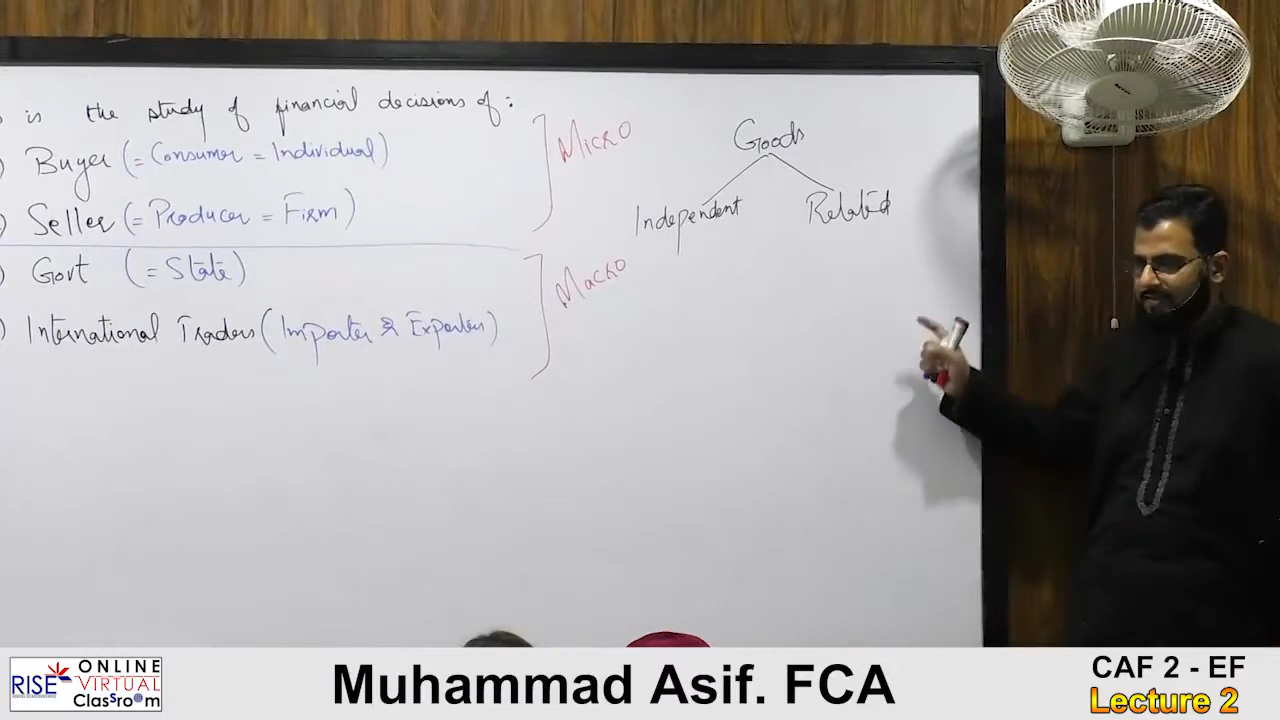 is the study of financial decisions of:
) Buyer (= Consumer = Individual)
) Seller (= Producer = Firm)
) Govt (= State)
) International Traders (Importer & Exporters)
Micro
Macro
Goods
Independent Related
RISE
ONLINE
VIRTUAL
Classroom
Muhammad Asif. FCA
CAF 2 - EF
Lecture 2